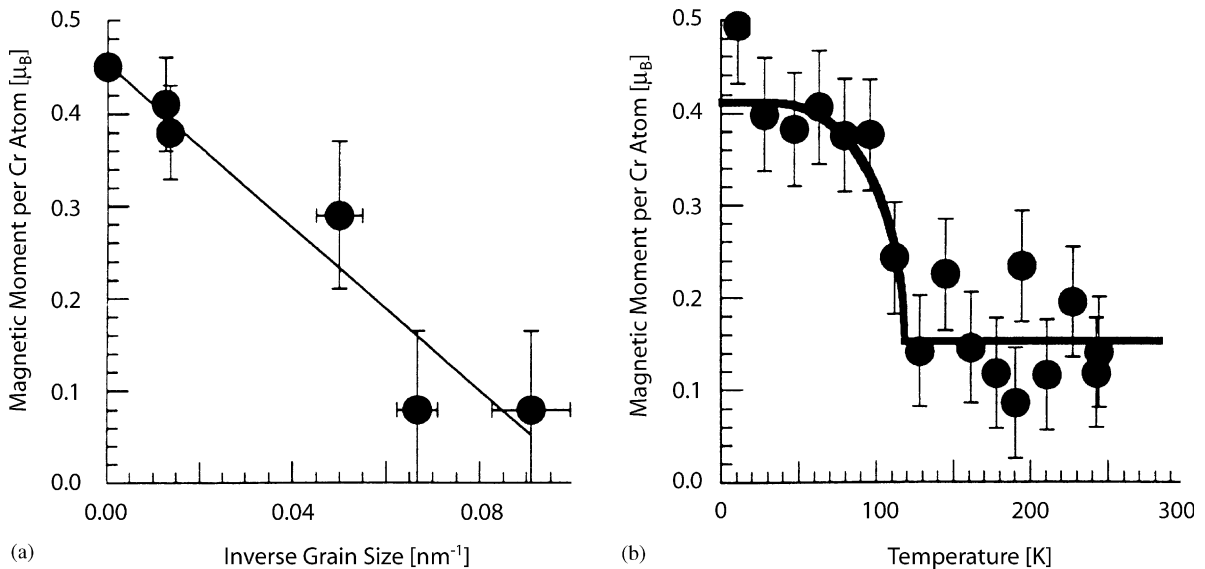 Magnetic Moment per Cr Atom [μB]
0.5
0.4
0.3
0.2
0.1
0.0
0.00 0.04 0.08
(a) Inverse Grain Size [nm-1]
Magnetic Moment per Cr Atom [μB]
0.5
0.4
0.3
0.2
0.1
0.0
0 100 200 300
(b) Temperature [K]